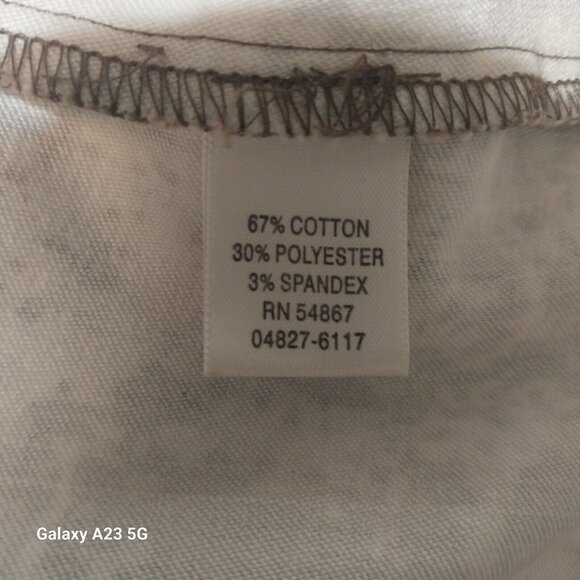 67% COTTON
30% POLYESTER
3% SPANDEX
RN 54867
04827-6117
Galaxy A23 5G